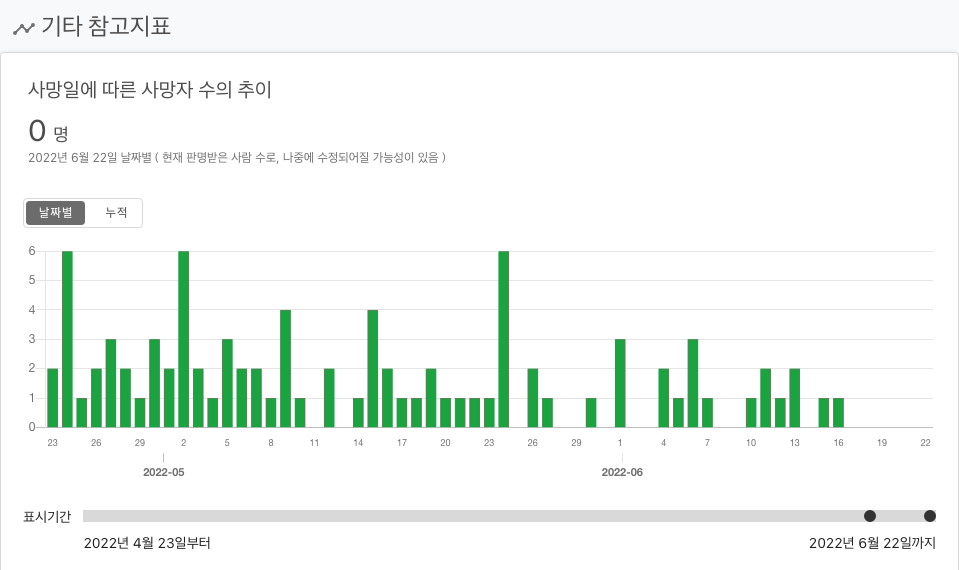 기타 참고지표
사망일에 따른 사망자 수의 추이
0 명
2022년 6월 22일 날짜별 ( 현재 판명받은 사람 수로, 나중에 수정되어질 가능성이 있음 )
날짜별 누적
6
5
4
3
2
1
0
23 26 29 2 5 8 11 14 17 20 23 26 29 1 4 7 10 13 16 19 22
2022-05 2022-06
표시기간
2022년 4월 23일부터 2022년 6월 22일까지